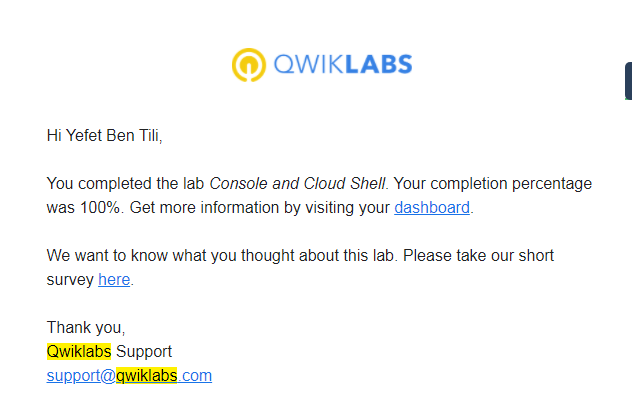 QWIKLABS
Hi Yefet Ben Tili,
You completed the lab Console and Cloud Shell. Your completion percentage
was 100%. Get more information by visiting your dashboard.
We want to know what you thought about this lab. Please take our short
survey here.
Thank you,
Qwiklabs Support
support@qwiklabs.com